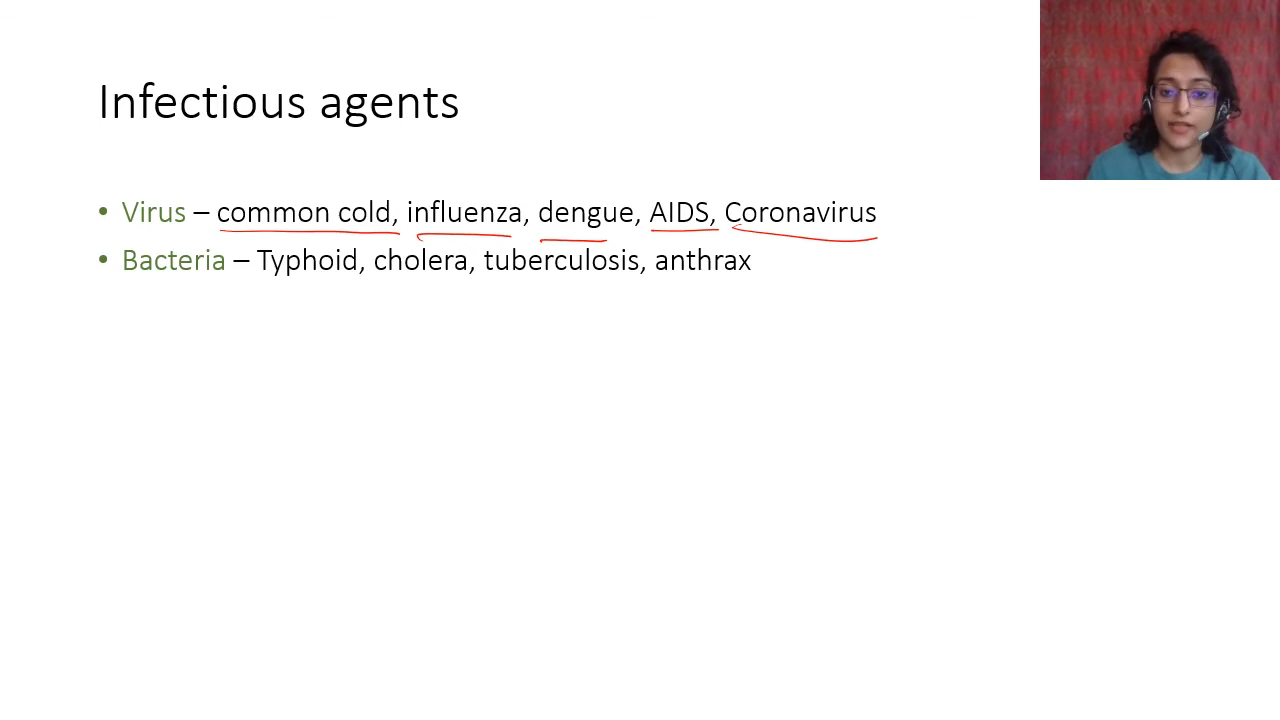 Infectious agents
• Virus – common cold, influenza, dengue, AIDS, Coronavirus
• Bacteria – Typhoid, cholera, tuberculosis, anthrax